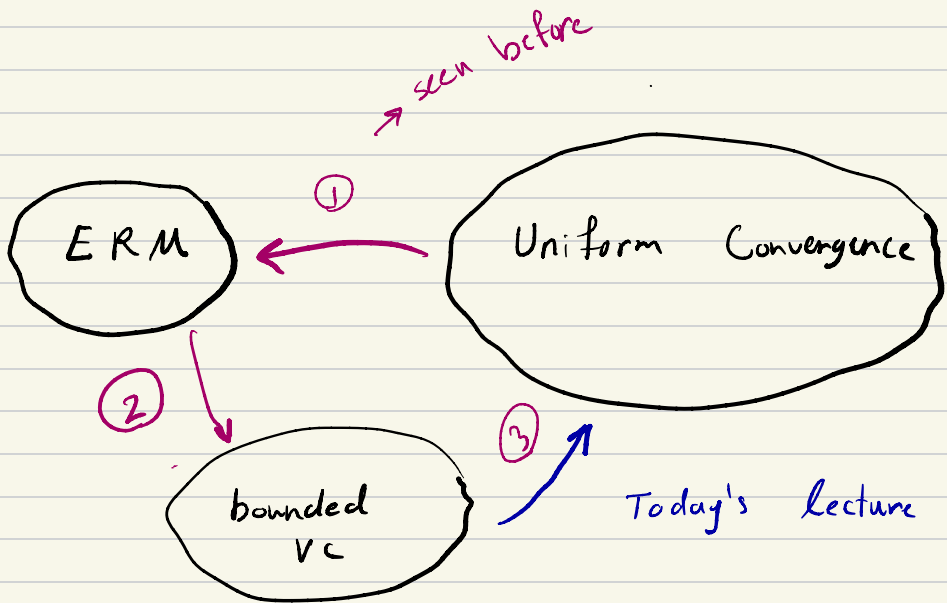 seen before
①
ERM
Uniform Convergence
②
③
bounded
VC
Today's lecture